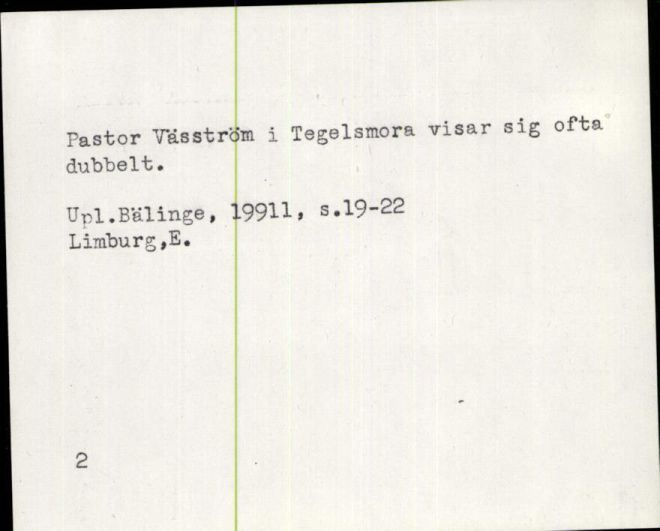 Pastor Väsström i Tegelsmora visar sig ofta
dubbelt.
Upl.Bälinge, 19911, s.19-22
Limburg,E.
2